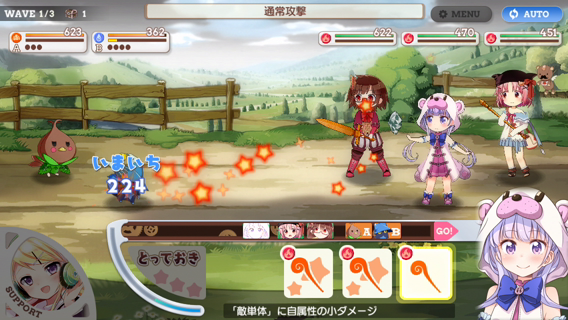 WAVE 1/3
1
通常攻撃
MENU
AUTO
623
362
A
B
622
470
451
いまいち
224
A
B
GO!
とっておき
SUPPORT
「敵単体」に自属性の小ダメージ